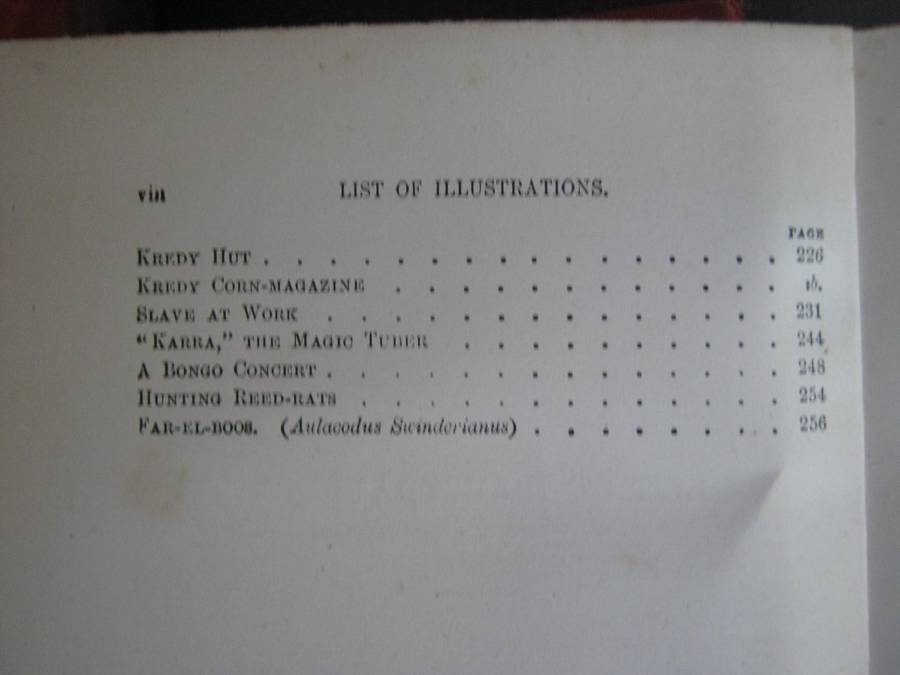 viii LIST OF ILLUSTRATIONS.
PAGE
KREDY HUT . . . . . . . . . . . . . . . . 226
KREDY CORN-MAGAZINE . . . . . . . . . . . . ib.
SLAVE AT WORK . . . . . . . . . . . . . . 231
"KARRA," THE MAGIC TUBER . . . . . . . . . . 244
A BONGO CONCERT . . . . . . . . . . . . . . 248
HUNTING REED-RATS . . . . . . . . . . . . . 254
FAR-EL-BOOS. (Aulacodus Swinderianus) . . . . . . . . 256